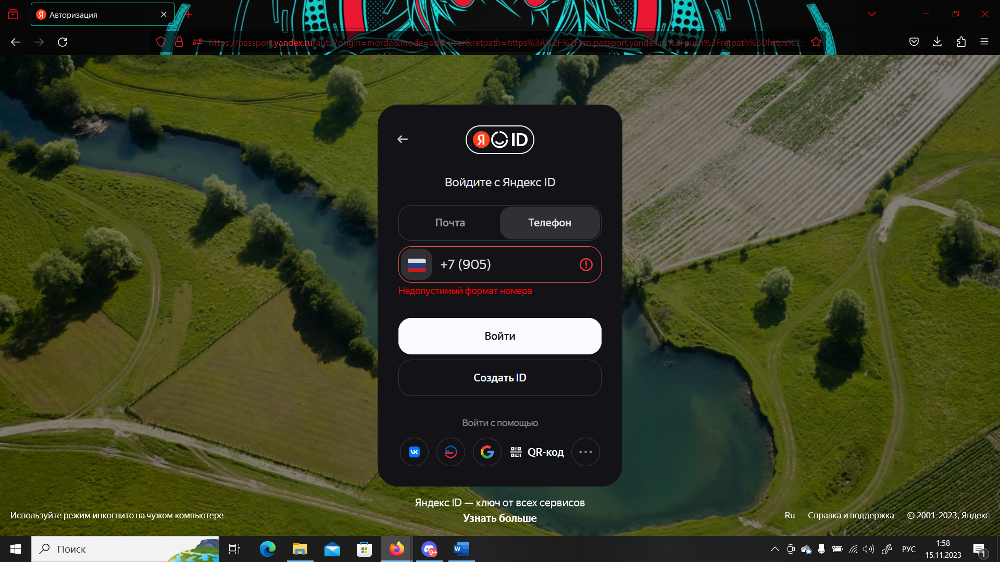 Авторизация
https://passport.yandex.ru/auth?origin=morda&mode=add-user&retpath=https%3A%2F%2Fsso.passport.yandex.ru%2Fpush%3Fretpath%3Dhttps%25
Я ID
Войдите с Яндекс ID
Почта
Телефон
+7 (905)
Недопустимый формат номера
Войти
Создать ID
Войти с помощью
QR-код
Яндекс ID — ключ от всех сервисов
Узнать больше
Используйте режим инкогнито на чужом компьютере
Ru
Справка и поддержка
© 2001-2023, Яндекс
Поиск
9+
W
РУС
1:58
15.11.2023
1